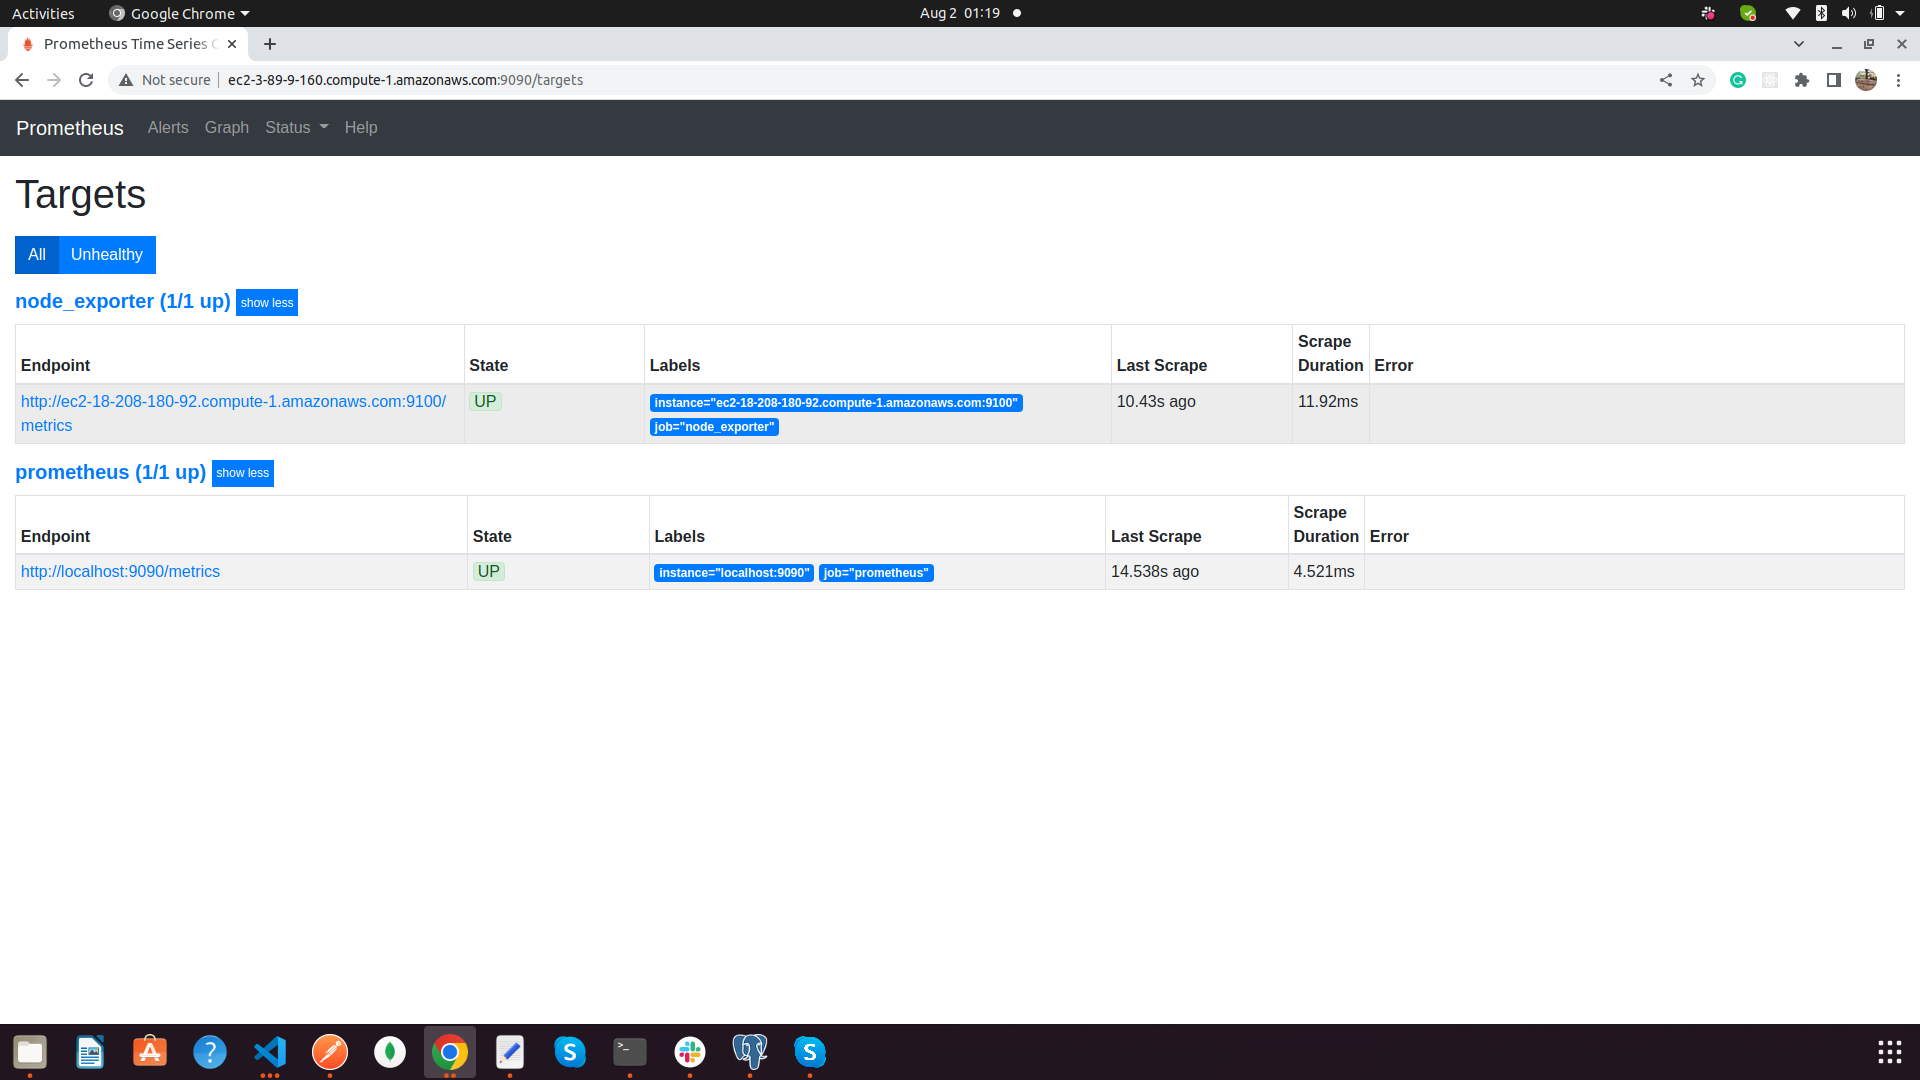 Activities
Google Chrome
Aug 2 01:19
Prometheus Time Series
Not secure
ec2-3-89-9-160.compute-1.amazonaws.com:9090/targets
Prometheus
Alerts
Graph
Status
Help
Targets
All
Unhealthy
node_exporter (1/1 up) show less
Endpoint
State
Labels
Last Scrape
Scrape
Duration
Error
http://ec2-18-208-180-92.compute-1.amazonaws.com:9100/
metrics
UP
instance="ec2-18-208-180-92.compute-1.amazonaws.com:9100"
job="node_exporter"
10.43s ago
11.92ms
prometheus (1/1 up) show less
Endpoint
State
Labels
Last Scrape
Scrape
Duration
Error
http://localhost:9090/metrics
UP
instance="localhost:9090" job="prometheus"
14.538s ago
4.521ms